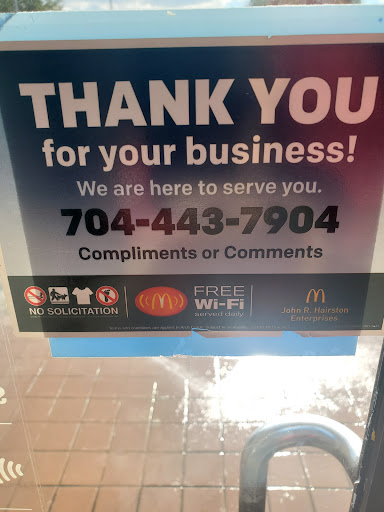 THANK YOU
for your business!
We are here to serve you.
704-443-7904
Compliments or Comments
NO SOLICITATION
FREE
Wi-Fi
served daily
John R. Hairston
Enterprises